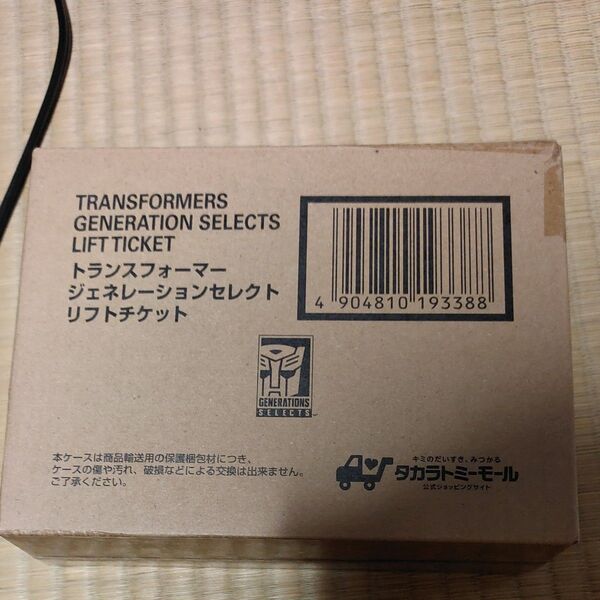 TRANSFORMERS
GENERATION SELECTS
LIFT TICKET
トランスフォーマー
ジェネレーションセレクト
リフトチケット
4 904810 193388
GENERATIONS
SELECTS
本ケースは商品輸送用の保護梱包材につき、
ケースの傷や汚れ、破損などによる交換は出来ません。
ご了承ください。
キミのだいすき、みつかる
タカラトミーモール
公式ショッピングサイト